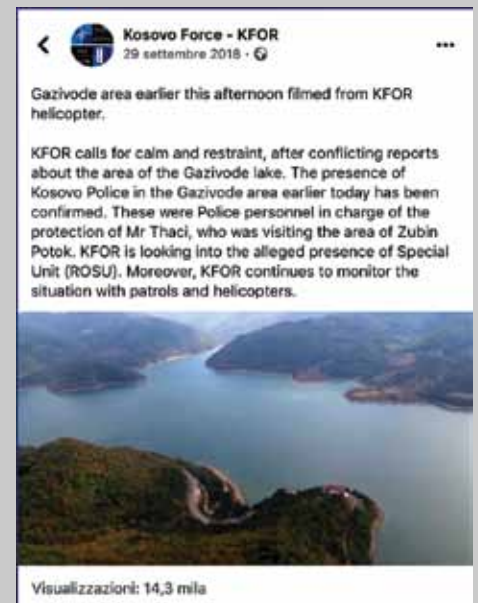 Kosovo Force - KFOR
29 settembre 2018 ·
Gazivode area earlier this afternoon filmed from KFOR
helicopter.
KFOR calls for calm and restraint, after conflicting reports
about the area of the Gazivode lake. The presence of
Kosovo Police in the Gazivode area earlier today has been
confirmed. These were Police personnel in charge of the
protection of Mr Thaci, who was visiting the area of Zubin
Potok. KFOR is looking into the alleged presence of Special
Unit (ROSU). Moreover, KFOR continues to monitor the
situation with patrols and helicopters.
Visualizzazioni: 14,3 mila